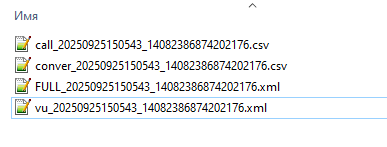 Имя
call_20250925150543_14082386874202176.csv
conver_20250925150543_14082386874202176.csv
FULL_20250925150543_14082386874202176.xml
vu_20250925150543_14082386874202176.xml